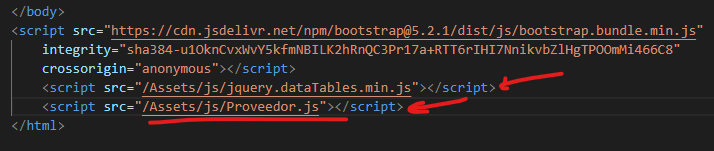 </body>
<script src="https://cdn.jsdelivr.net/npm/bootstrap@5.2.1/dist/js/bootstrap.bundle.min.js"
integrity="sha384-u1OknCvxWvY5kfmNBILK2hRnQC3Pr17a+RTT6rIHI7NnikvbZlHgTPOOmMi466C8"
crossorigin="anonymous"></script>
<script src="/Assets/js/jquery.dataTables.min.js"></script>
<script src="/Assets/js/Proveedor.js"></script>
</html>